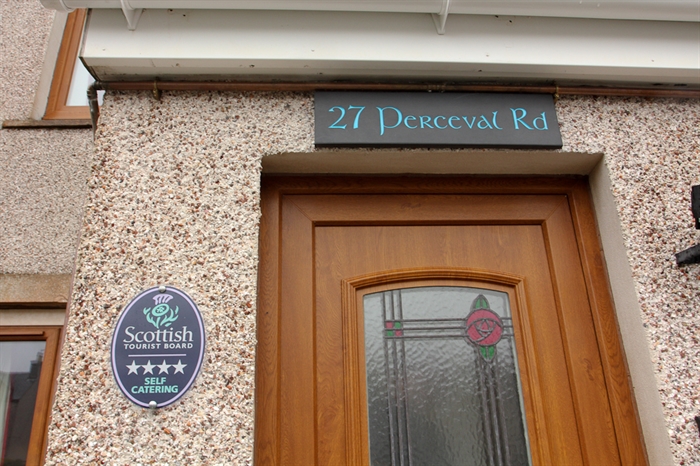 27 Perceval Rd
Scottish
TOURIST BOARD
★★★★
SELF
CATERING